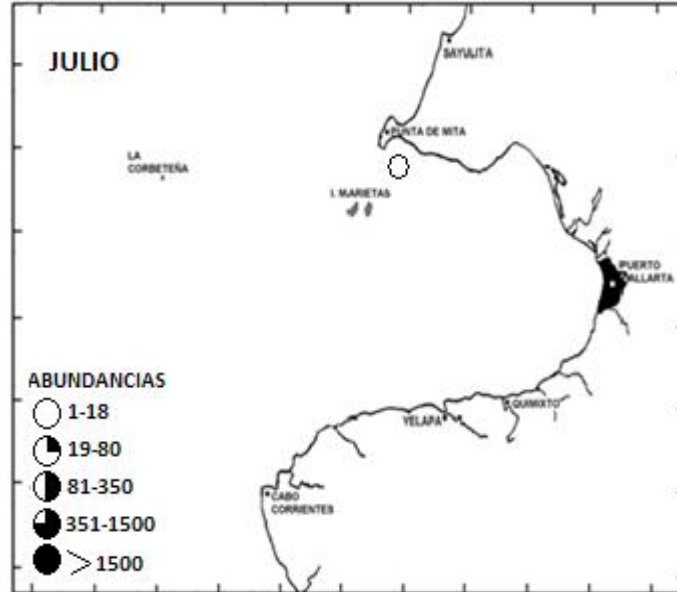 JULIO
SAYULITA
PUNTA DE MITA
LA
CORBETEÑA
I. MARIETAS
PUERTO
VALLARTA
ABUNDANCIAS
1-18
19-80
81-350
351-1500
>1500
QUIMIXTO
YELAPA
CABO
CORRIENTES